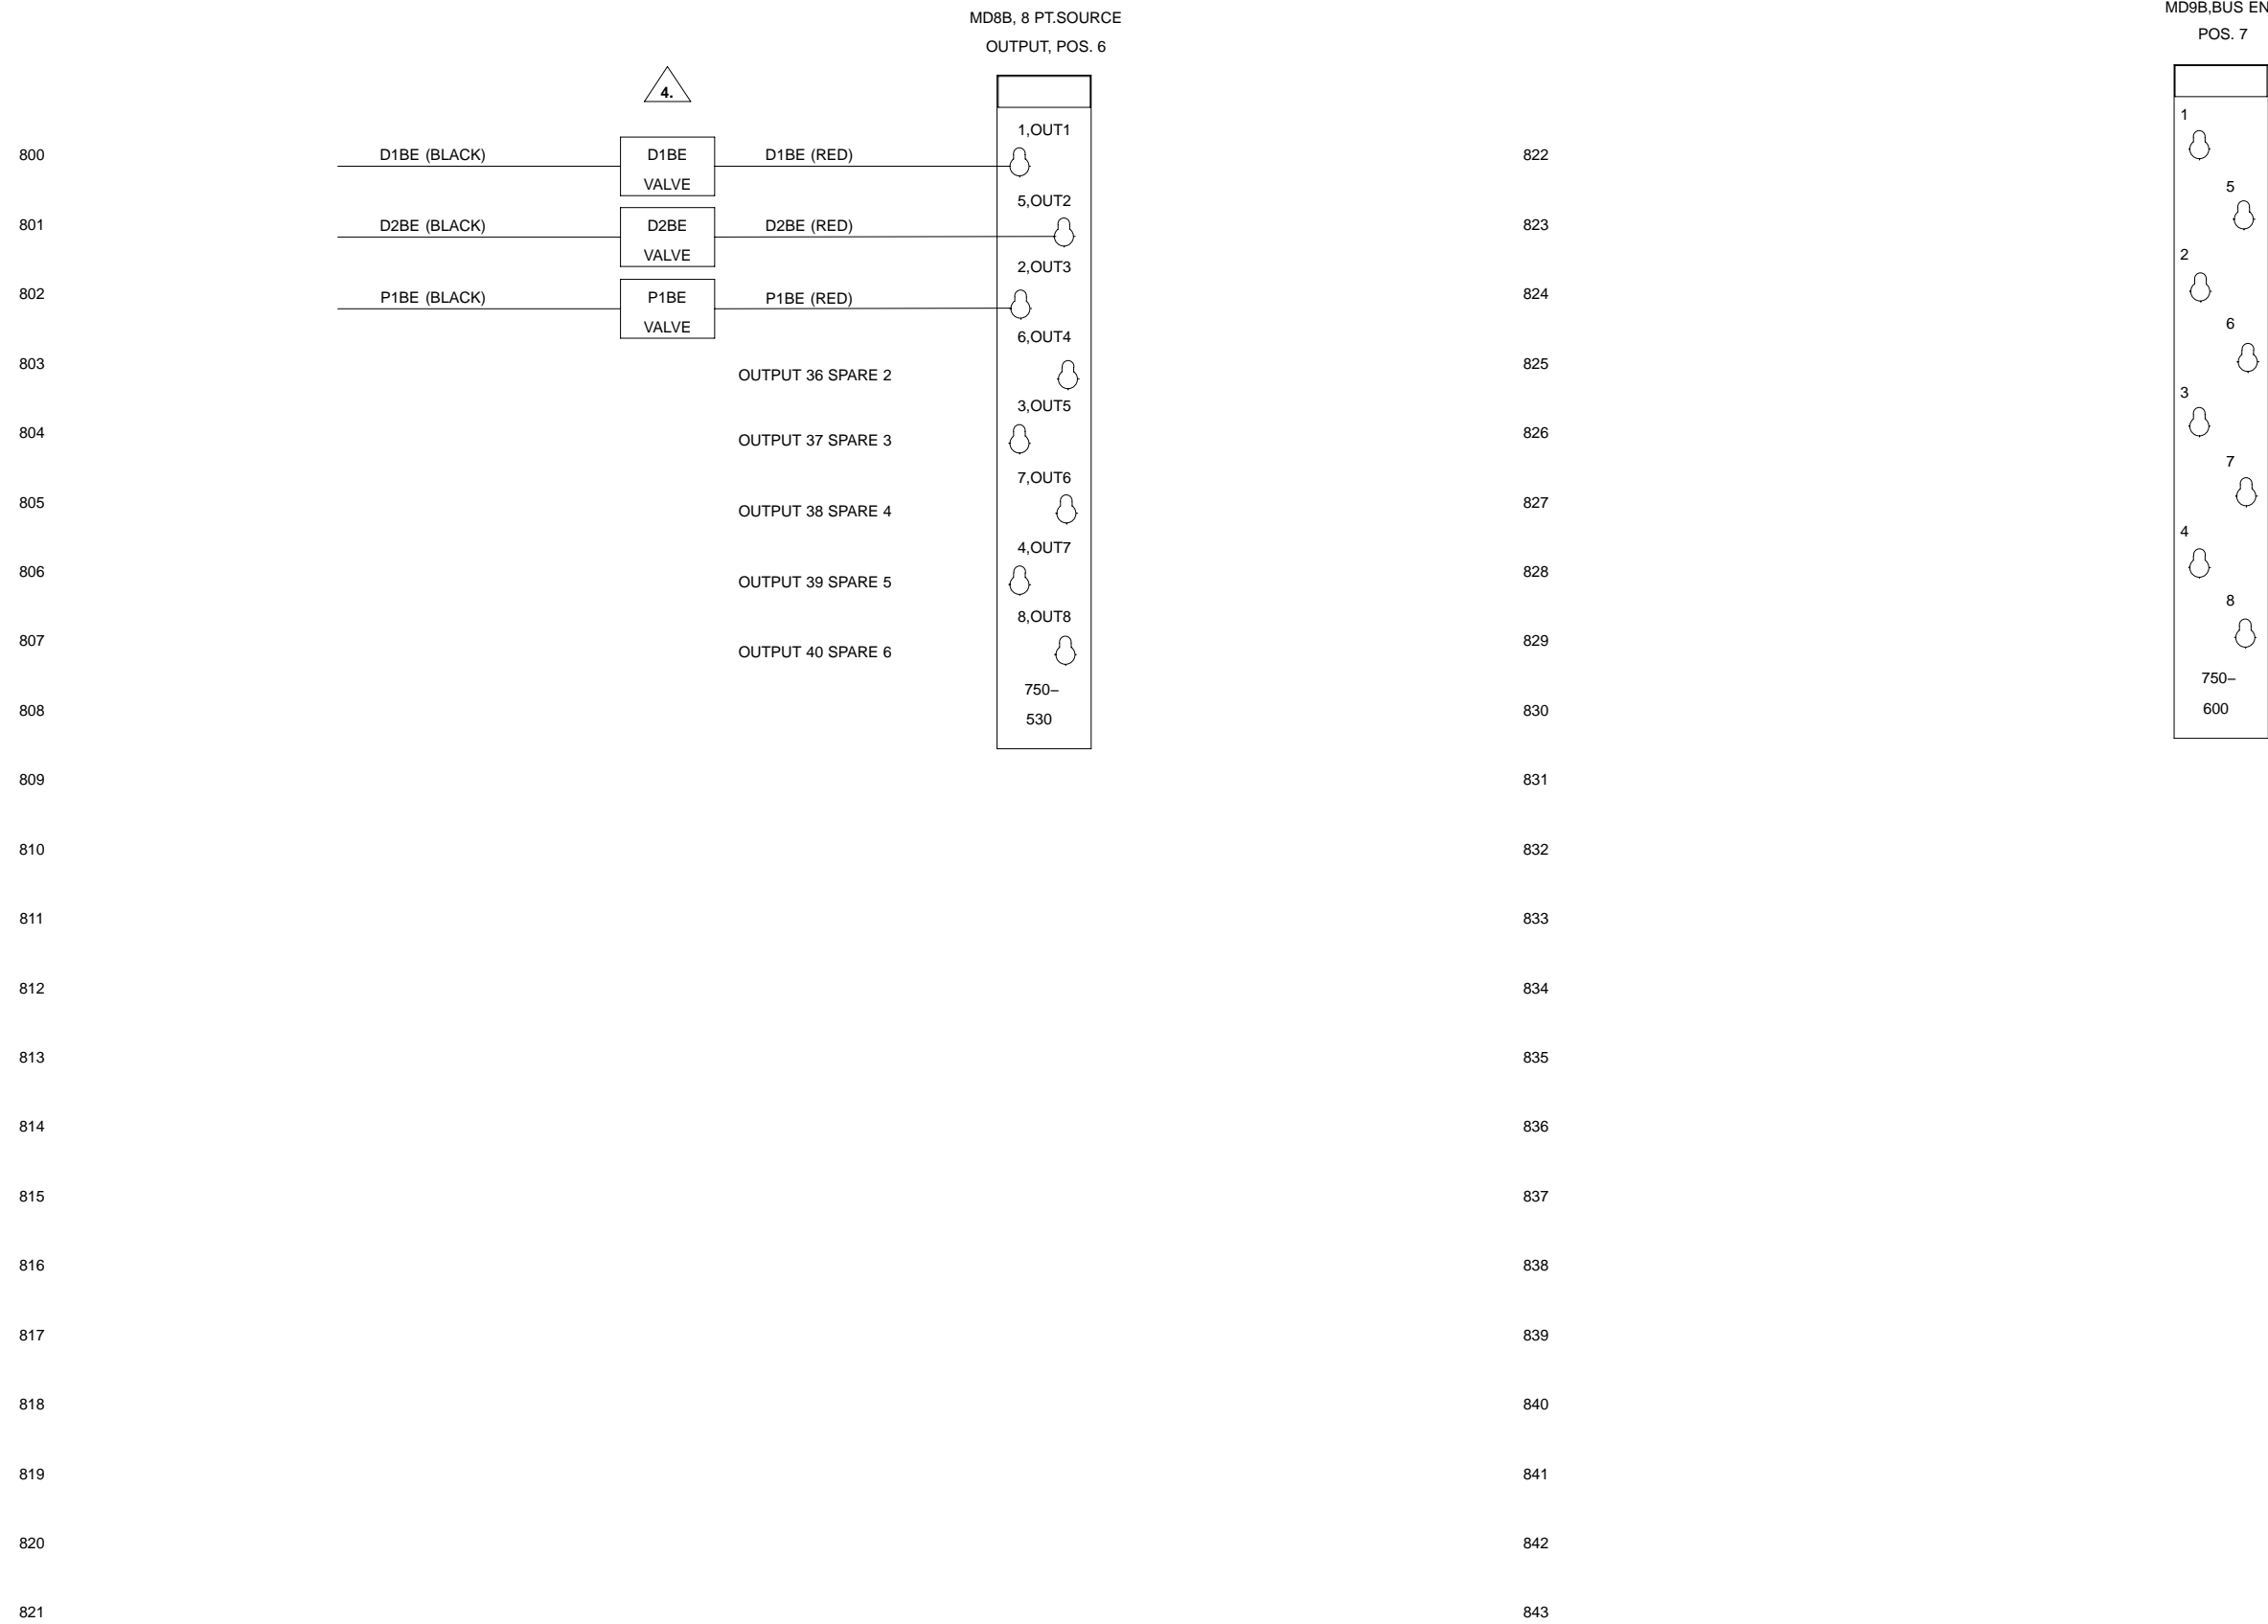 MD8B, 8 PT.SOURCE
OUTPUT, POS. 6
4.
1,OUT1
800
D1BE (BLACK)
D1BE
VALVE
D1BE (RED)
5,OUT2
801
D2BE (BLACK)
D2BE
VALVE
D2BE (RED)
2,OUT3
802
P1BE (BLACK)
P1BE
VALVE
P1BE (RED)
6,OUT4
803
OUTPUT 36 SPARE 2
3,OUT5
804
OUTPUT 37 SPARE 3
7,OUT6
805
OUTPUT 38 SPARE 4
4,OUT7
806
OUTPUT 39 SPARE 5
8,OUT8
807
OUTPUT 40 SPARE 6
750–
808
530
809
810
811
812
813
814
815
816
817
818
819
820
821
MD9B,BUS EN
POS. 7
1
822
5
823
2
824
6
825
3
826
7
827
4
828
8
829
750–
830
600
831
832
833
834
835
836
837
838
839
840
841
842
843